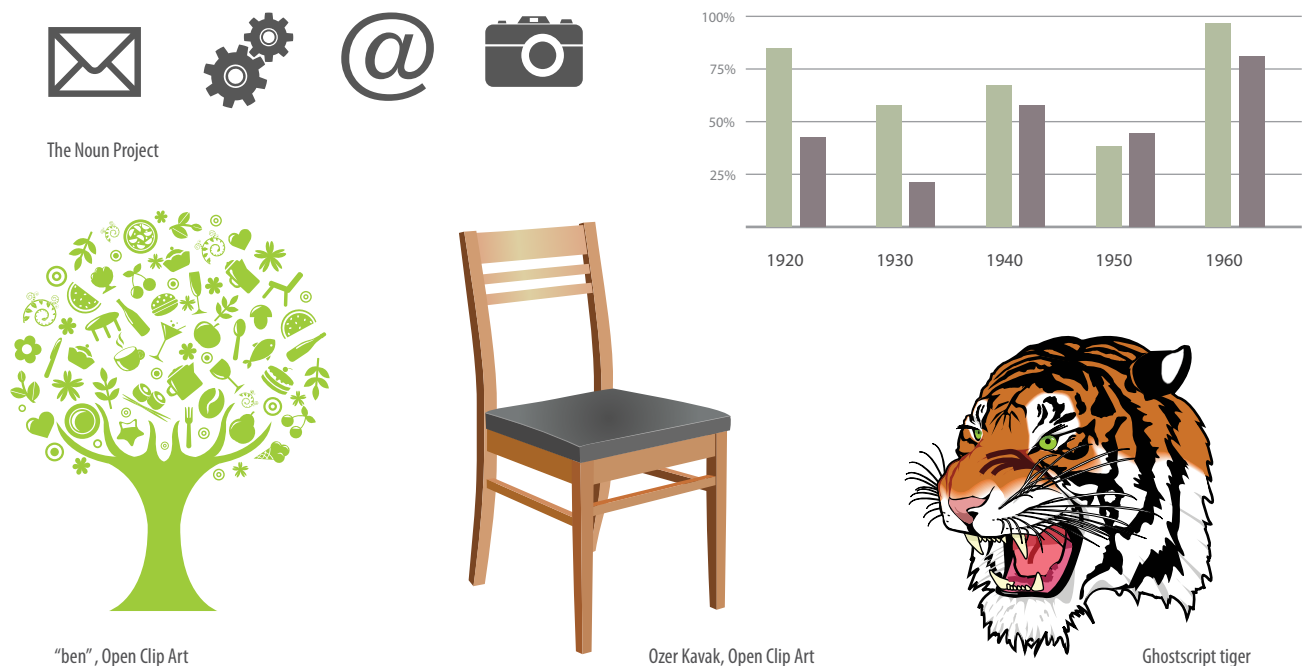 @
The Noun Project
100%
75%
50%
25%
1920 1930 1940 1950 1960
"ben", Open Clip Art
Ozer Kavak, Open Clip Art
Ghostscript tiger